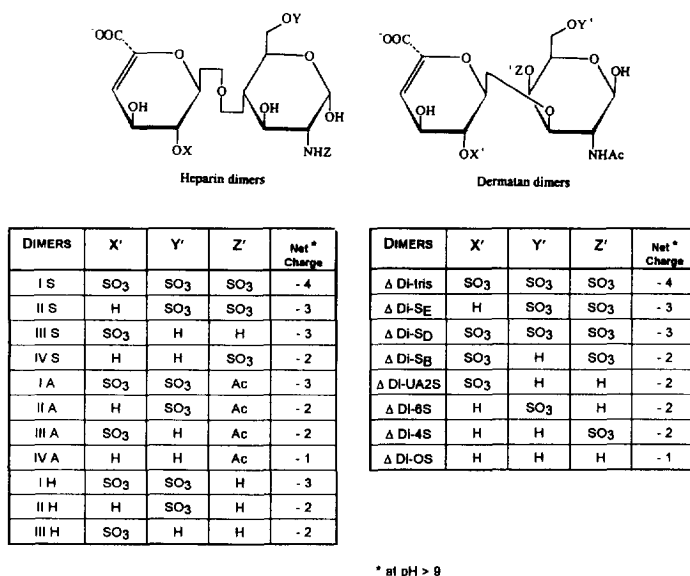 ⁻OOC
OH
OX
O
O
OY
O
OH
OH
NHZ
Heparin dimers
⁻OOC
OH
OX'
O
O
OY'
'ZO
O
OH
NHAc
Dermatan dimers
DIMERS X' Y' Z' Net * Charge
I S SO3 SO3 SO3 - 4
II S H SO3 SO3 - 3
III S SO3 H H - 3
IV S H H SO3 - 2
I A SO3 SO3 Ac - 3
II A H SO3 Ac - 2
III A SO3 H Ac - 2
IV A H H Ac - 1
I H SO3 SO3 H - 3
II H H SO3 H - 2
III H SO3 H H - 2
DIMERS X' Y' Z' Net * Charge
Δ Di-tris SO3 SO3 SO3 - 4
Δ Di-SE H SO3 SO3 - 3
Δ Di-SD SO3 SO3 SO3 - 3
Δ Di-SB SO3 H SO3 - 2
Δ DI-UA2S SO3 H H - 2
Δ DI-6S H SO3 H - 2
Δ DI-4S H H SO3 - 2
Δ DI-OS H H H - 1
* at pH > 9